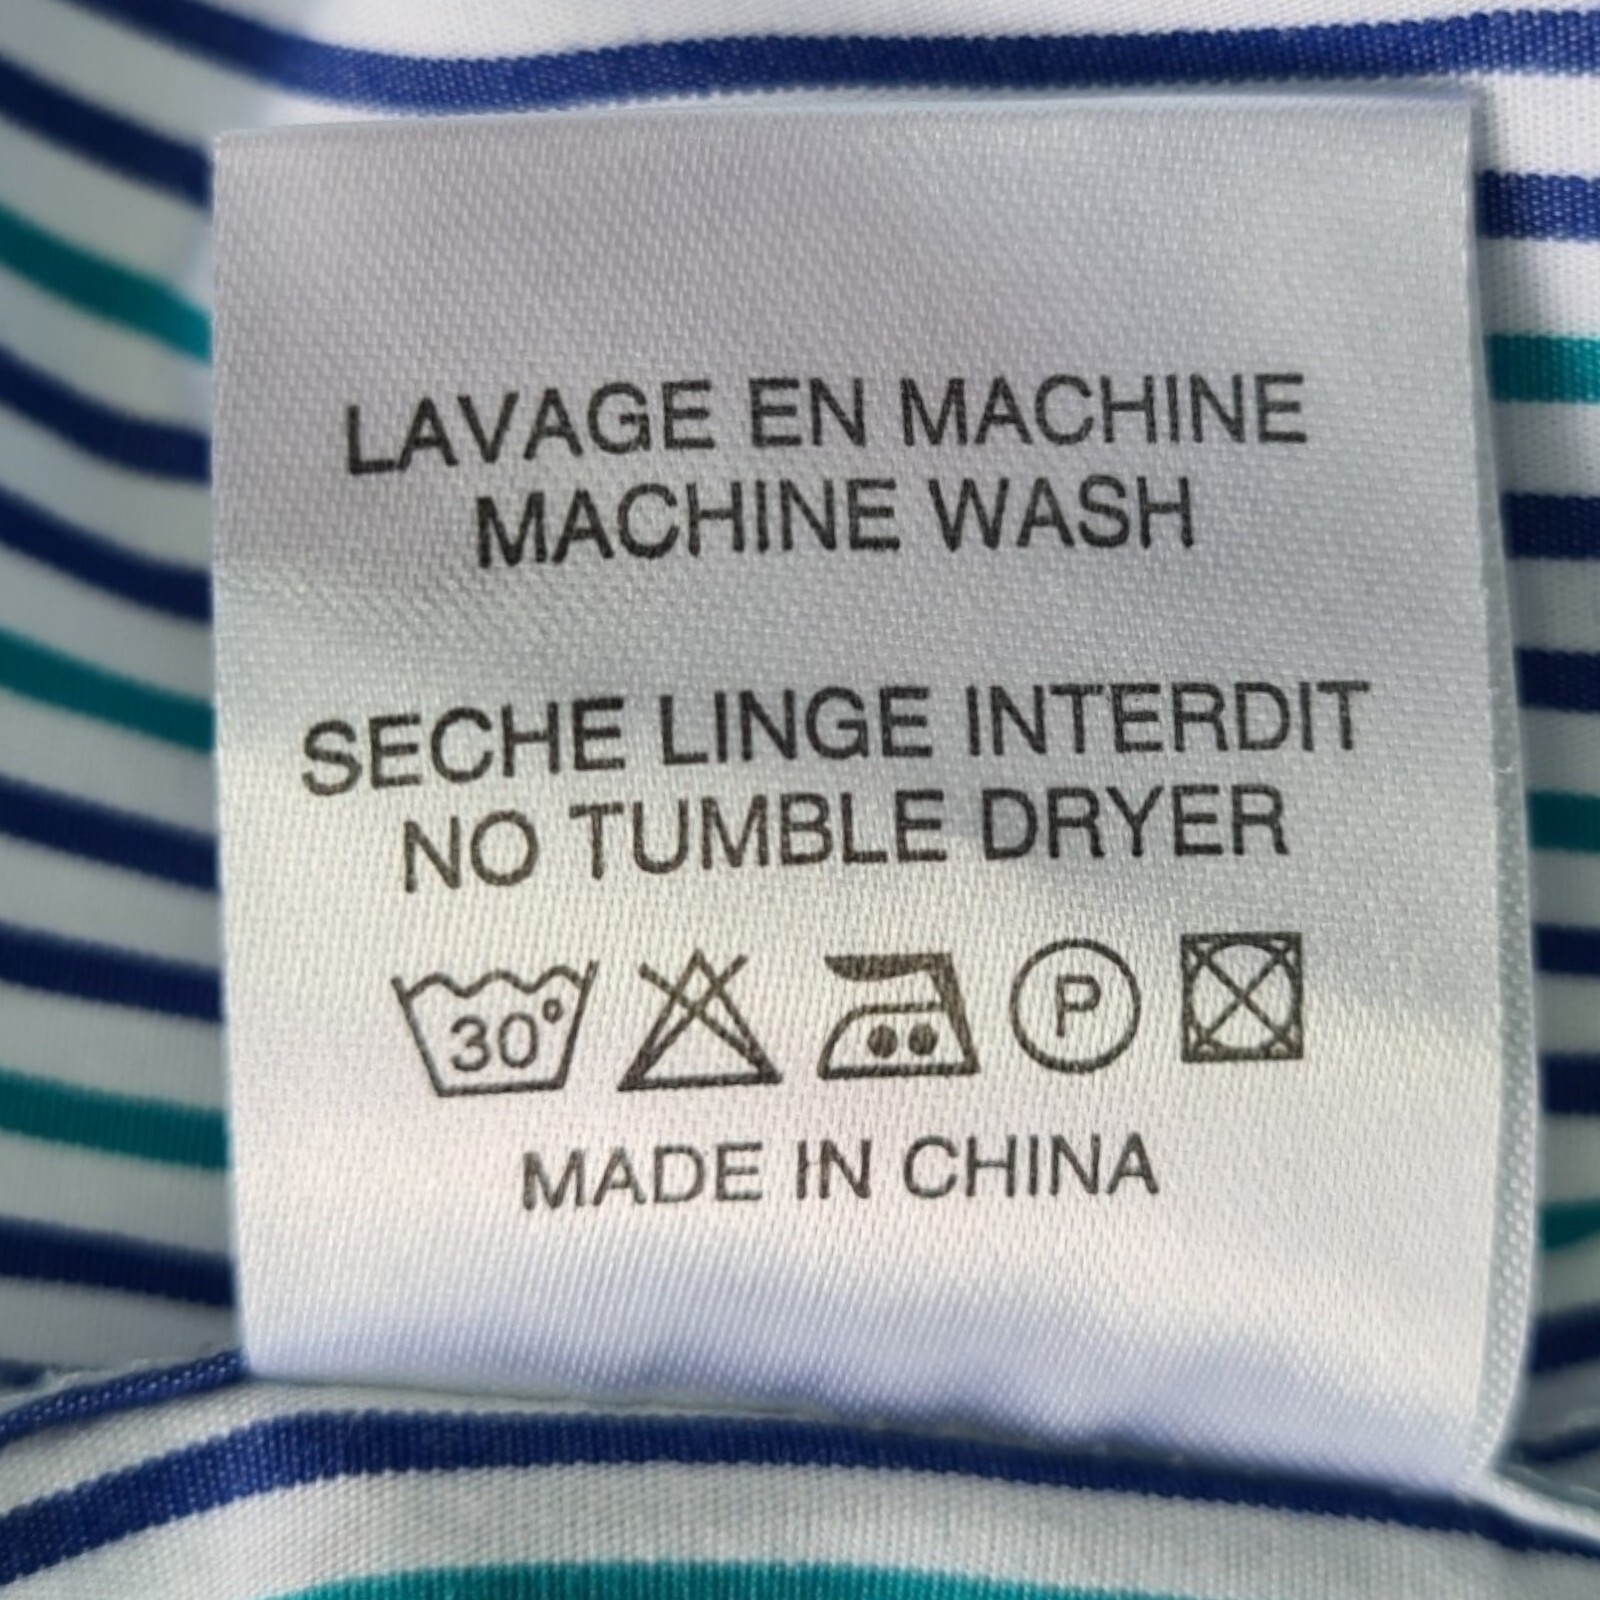 LAVAGE EN MACHINE
MACHINE WASH
SECHE LINGE INTERDIT
NO TUMBLE DRYER
30° P
MADE IN CHINA